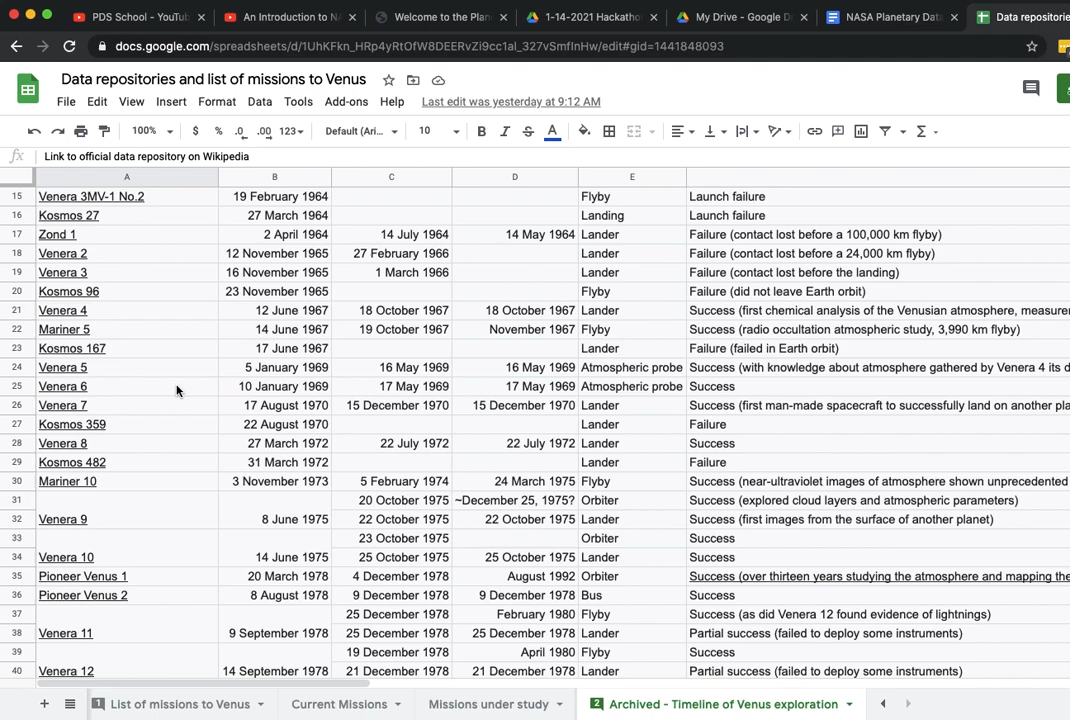 PDS School - YouTub
An Introduction to NA
Welcome to the Plan
1-14-2021 Hackatho
My Drive - Google D
NASA Planetary Data
Data repositorie
docs.google.com/spreadsheets/d/1UhKFkn_HRp4yRtOfW8DEERvZi9cc1al_327vSmfInHw/edit#gid=1441848093
Data repositories and list of missions to Venus
File Edit View Insert Format Data Tools Add-ons Help Last edit was yesterday at 9:12 AM
100% $ % .0 .00 123 Default (Ari... 10 B I S A
fx Link to official data repository on Wikipedia
A B C D E
15 Venera 3MV-1 No.2 19 February 1964 Flyby Launch failure
16 Kosmos 27 27 March 1964 Landing Launch failure
17 Zond 1 2 April 1964 14 July 1964 14 May 1964 Lander Failure (contact lost before a 100,000 km flyby)
18 Venera 2 12 November 1965 27 February 1966 Lander Failure (contact lost before a 24,000 km flyby)
19 Venera 3 16 November 1965 1 March 1966 Lander Failure (contact lost before the landing)
20 Kosmos 96 23 November 1965 Flyby Failure (did not leave Earth orbit)
21 Venera 4 12 June 1967 18 October 1967 18 October 1967 Lander Success (first chemical analysis of the Venusian atmosphere, measurer
22 Mariner 5 14 June 1967 19 October 1967 November 1967 Flyby Success (radio occultation atmospheric study, 3,990 km flyby)
23 Kosmos 167 17 June 1967 Lander Failure (failed in Earth orbit)
24 Venera 5 5 January 1969 16 May 1969 16 May 1969 Atmospheric probe Success (with knowledge about atmosphere gathered by Venera 4 its d
25 Venera 6 10 January 1969 17 May 1969 17 May 1969 Atmospheric probe Success
26 Venera 7 17 August 1970 15 December 1970 15 December 1970 Lander Success (first man-made spacecraft to successfully land on another pla
27 Kosmos 359 22 August 1970 Lander Failure
28 Venera 8 27 March 1972 22 July 1972 22 July 1972 Lander Success
29 Kosmos 482 31 March 1972 Lander Failure
30 Mariner 10 3 November 1973 5 February 1974 24 March 1975 Flyby Success (near-ultraviolet images of atmosphere shown unprecedented
31 20 October 1975 ~December 25, 1975? Orbiter Success (explored cloud layers and atmospheric parameters)
32 Venera 9 8 June 1975 22 October 1975 22 October 1975 Lander Success (first images from the surface of another planet)
33 23 October 1975 Orbiter Success
34 Venera 10 14 June 1975 25 October 1975 25 October 1975 Lander Success
35 Pioneer Venus 1 20 March 1978 4 December 1978 August 1992 Orbiter Success (over thirteen years studying the atmosphere and mapping the
36 Pioneer Venus 2 8 August 1978 9 December 1978 9 December 1978 Bus Success
37 25 December 1978 February 1980 Flyby Success (as did Venera 12 found evidence of lightnings)
38 Venera 11 9 September 1978 25 December 1978 25 December 1978 Lander Partial success (failed to deploy some instruments)
39 19 December 1978 April 1980 Flyby Success
40 Venera 12 14 September 1978 21 December 1978 21 December 1978 Lander Partial success (failed to deploy some instruments)
1 List of missions to Venus Current Missions Missions under study 2 Archived - Timeline of Venus exploration